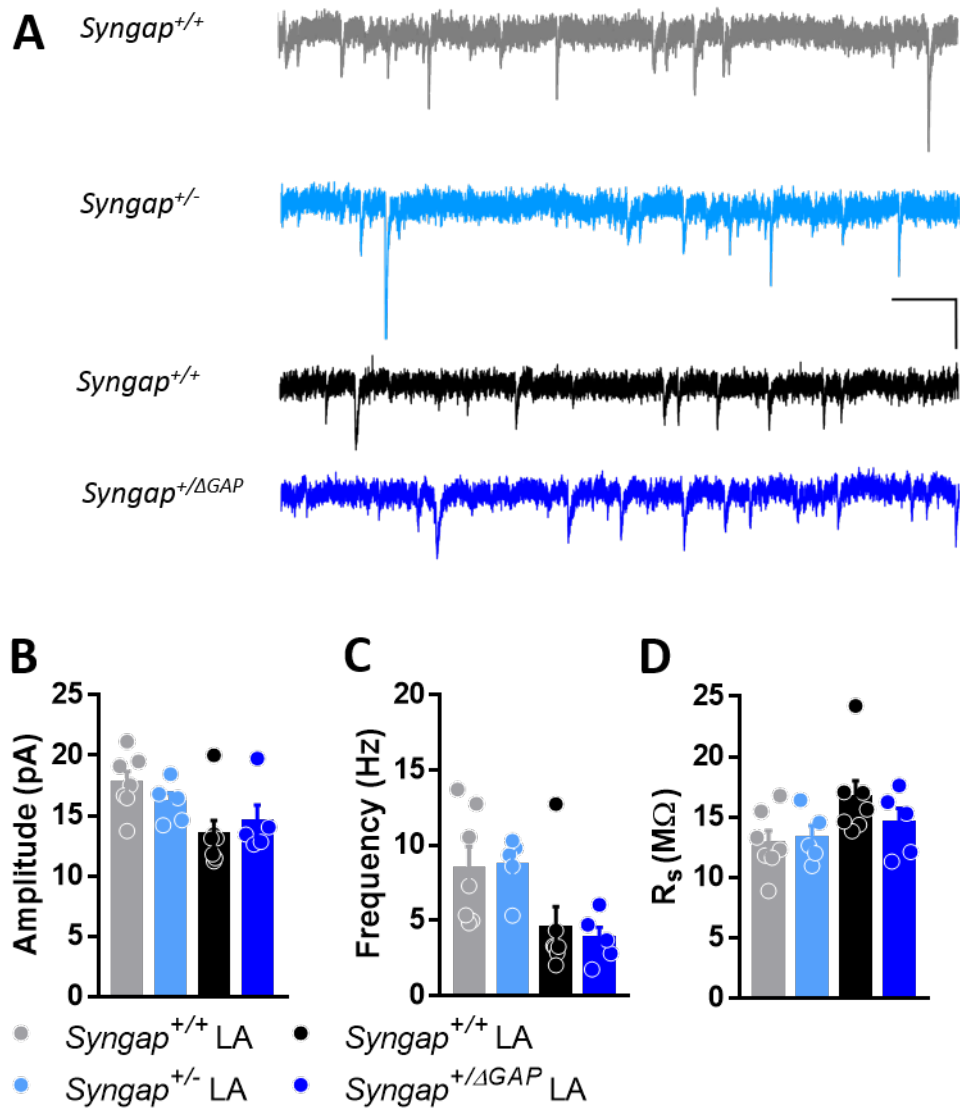 A
Syngap+/+
Syngap+/-
Syngap+/+
Syngap+/ΔGAP
B
Amplitude (pA)
25
20
15
10
5
0
C
Frequency (Hz)
20
15
10
5
0
D
Rs (MΩ)
25
20
15
10
5
0
Syngap+/+ LA
Syngap+/+ LA
Syngap+/- LA
Syngap+/ΔGAP LA